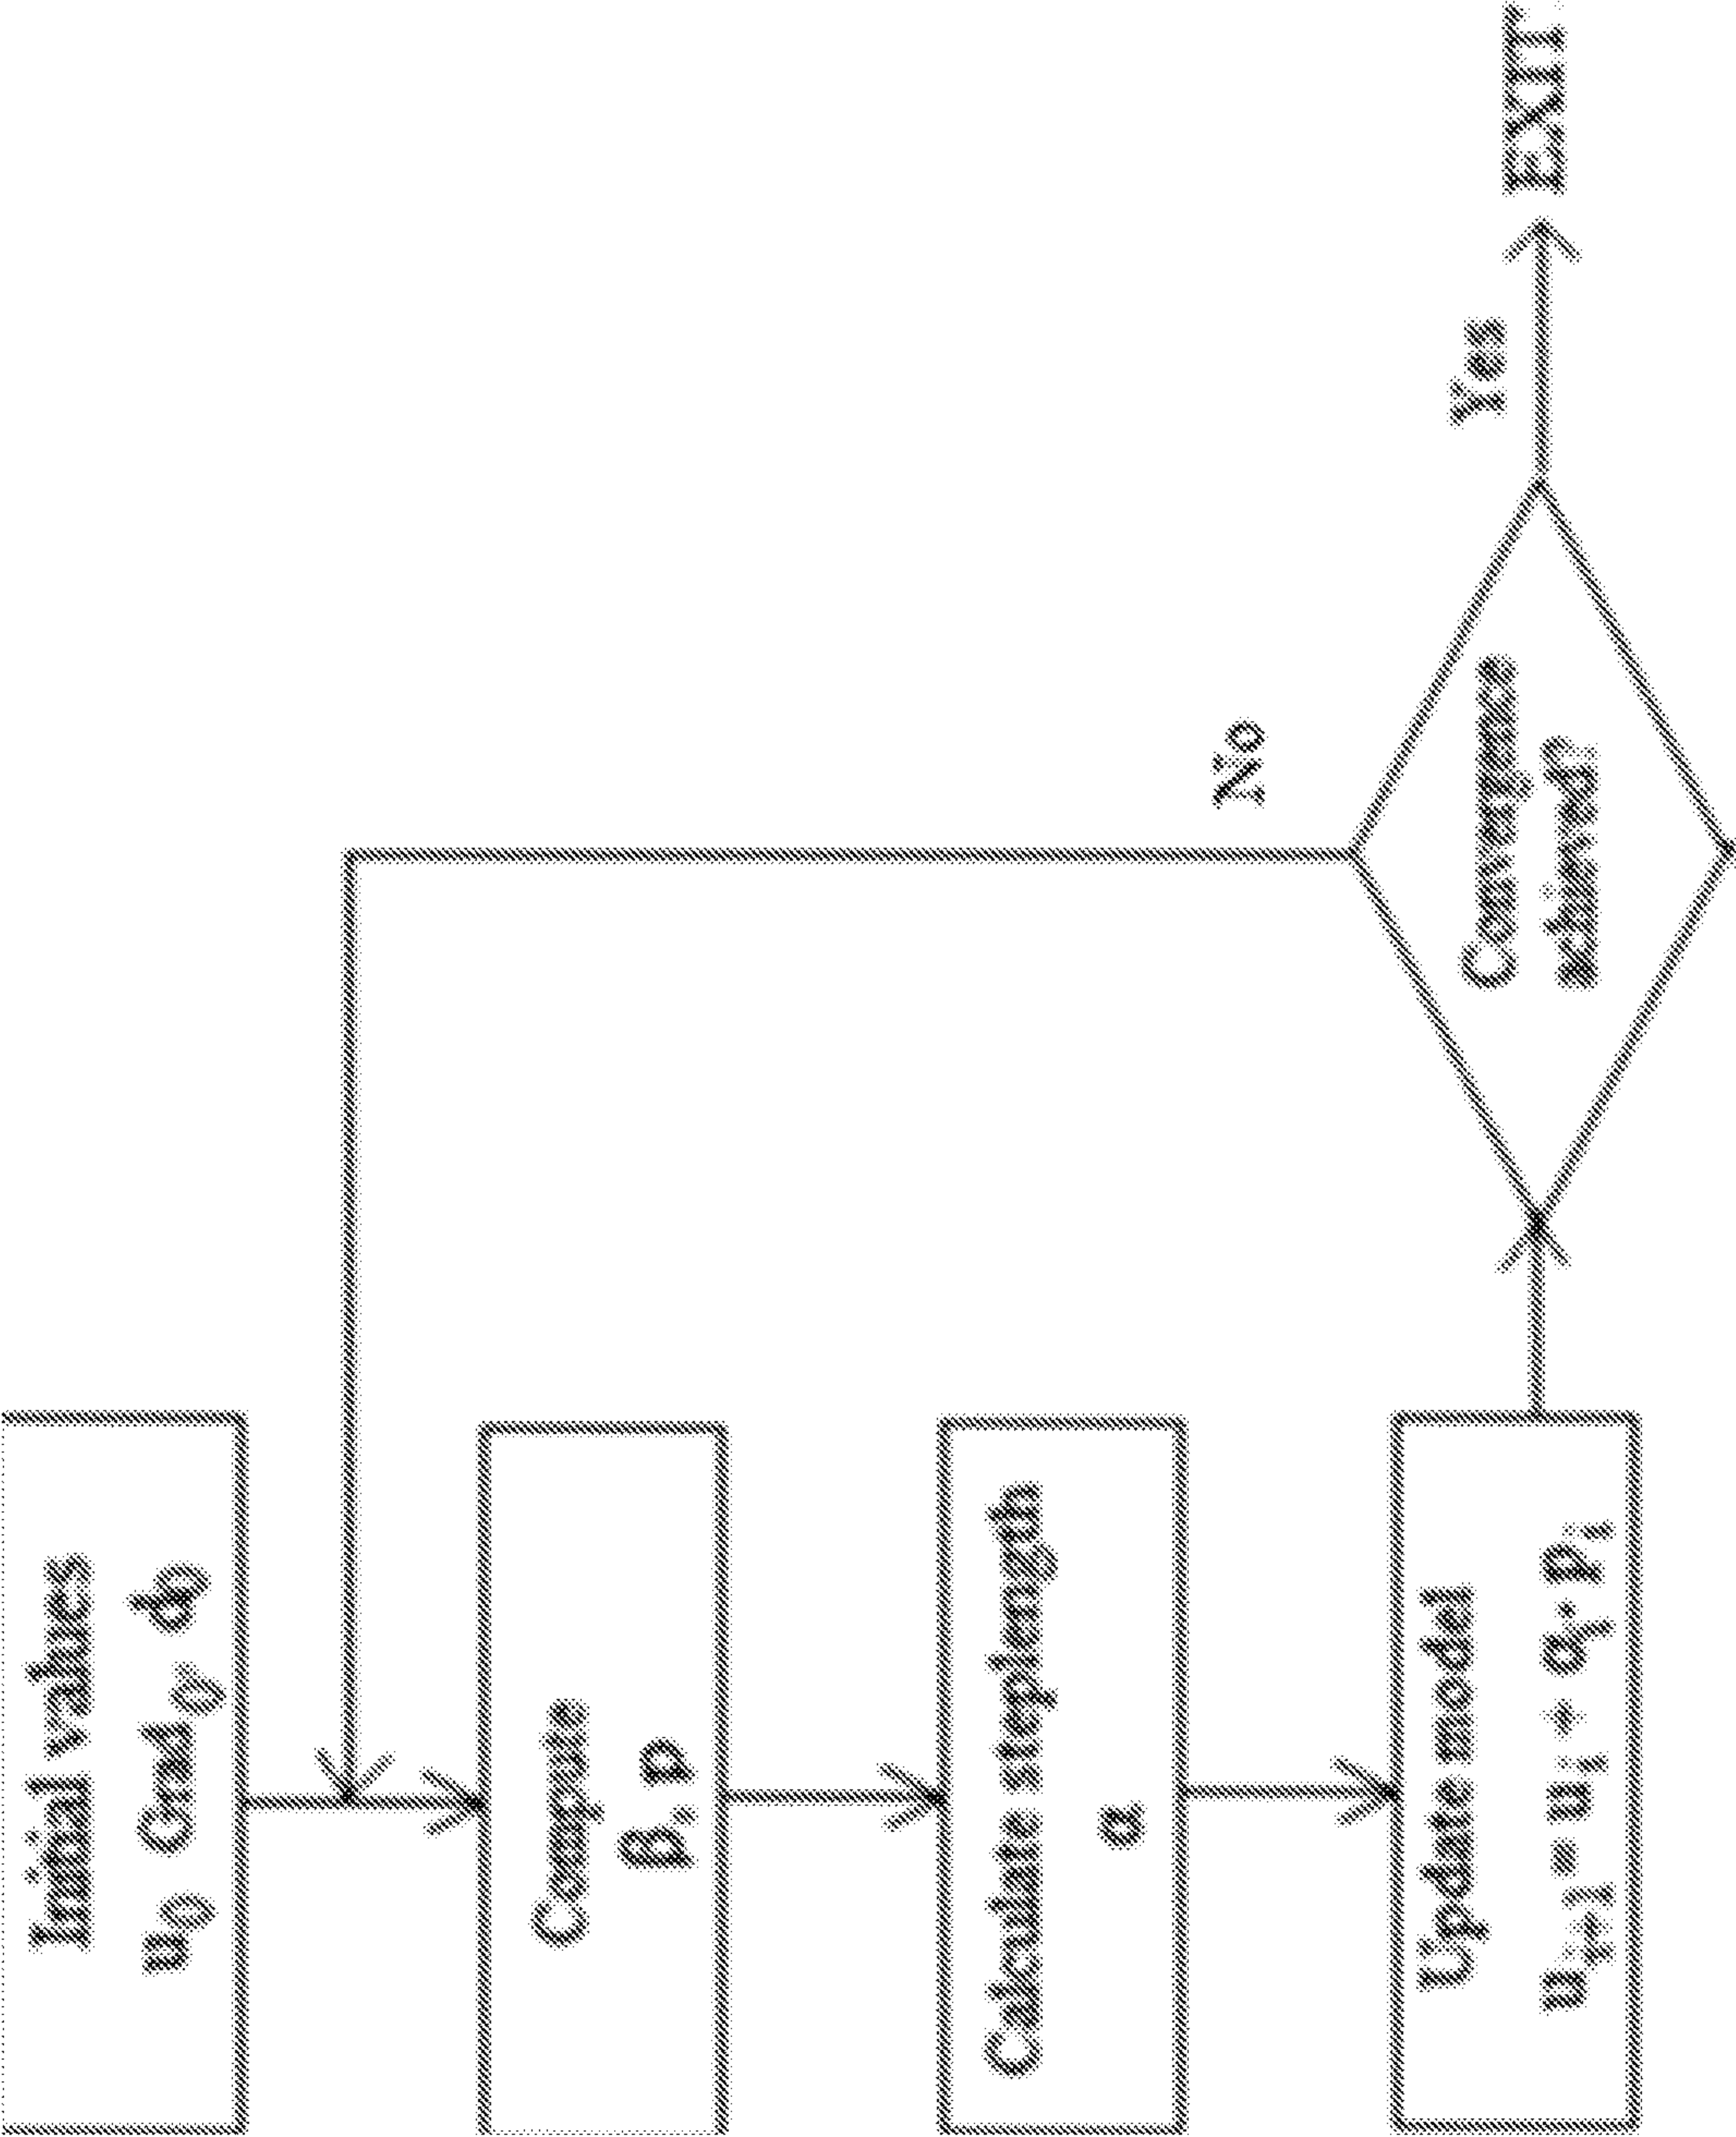 Initial values
u₀ Grad₀, d₀
Compute
β, p
Calculate steplength
α
Update model
uᵢ₊₁ = uᵢ + αᵢ· pᵢ
Convergence
achieved?
No
Yes
EXIT